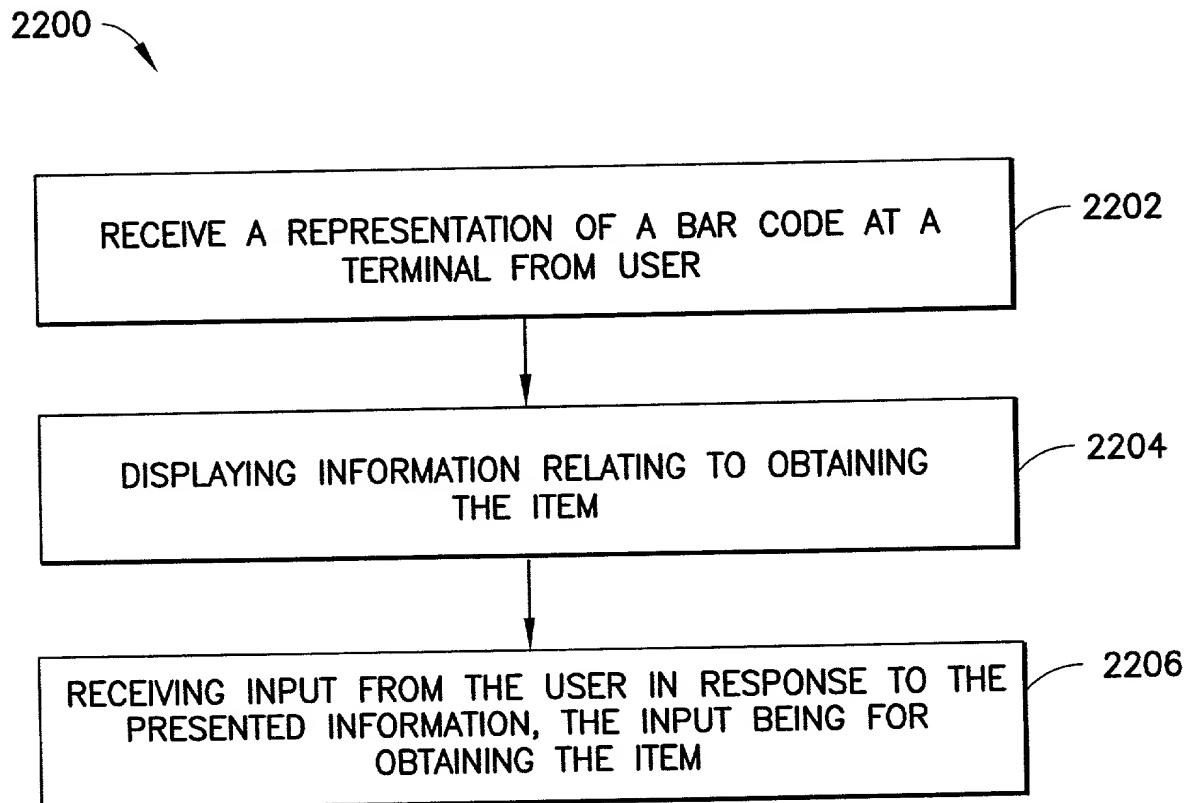 2200
RECEIVE A REPRESENTATION OF A BAR CODE AT A
TERMINAL FROM USER
2202
DISPLAYING INFORMATION RELATING TO OBTAINING
THE ITEM
2204
RECEIVING INPUT FROM THE USER IN RESPONSE TO THE
PRESENTED INFORMATION, THE INPUT BEING FOR
OBTAINING THE ITEM
2206